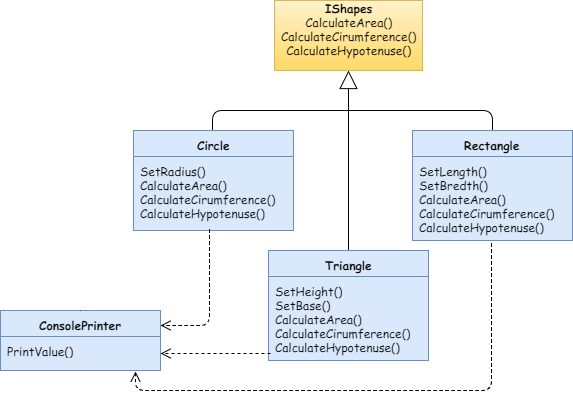 IShapes
CalculateArea()
CalculateCirumference()
CalculateHypotenuse()
Circle
SetRadius()
CalculateArea()
CalculateCirumference()
CalculateHypotenuse()
Rectangle
SetLength()
SetBredth()
CalculateArea()
CalculateCirumference()
CalculateHypotenuse()
Triangle
SetHeight()
SetBase()
CalculateArea()
CalculateCirumference()
CalculateHypotenuse()
ConsolePrinter
PrintValue()